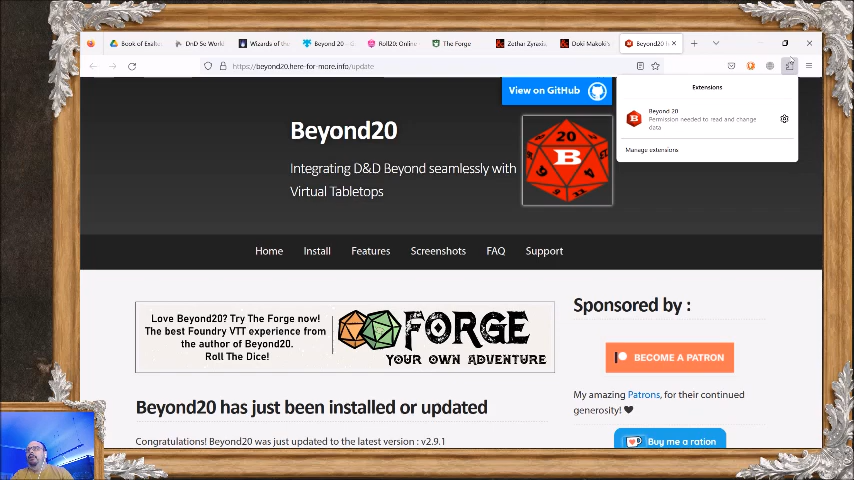 Book of Exalte
DnD So World
Wizards of the
Beyond 20 -
Roll20: Online
The Forge
Zethar Zyraxia
Doki Makoki's
Beyond20 h
https://beyond20.here-for-more.info/update
View on GitHub
Extensions
Beyond 20
Permission needed to read and change
data
Manage extensions
Beyond20
Integrating D&D Beyond seamlessly with
Virtual Tabletops
20
B
Home Install Features Screenshots FAQ Support
Love Beyond20? Try The Forge now!
The best Foundry VTT experience from
the author of Beyond20.
Roll The Dice!
FORGE
YOUR OWN ADVENTURE
Sponsored by :
BECOME A PATRON
My amazing Patrons, for their continued
generosity!
Buy me a ration
Beyond20 has just been installed or updated
Congratulations! Beyond20 was just updated to the latest version : v2.9.1